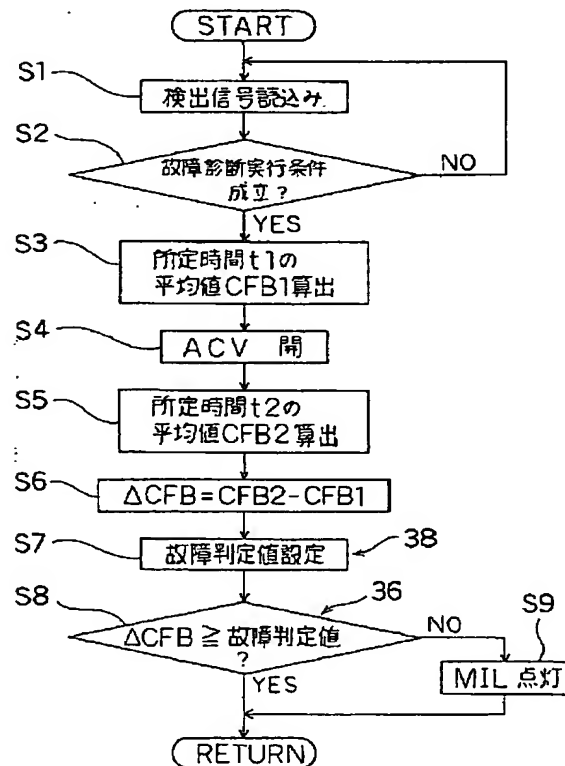 START
S1
検出信号読込み
S2
故障診断実行条件
成立?
NO
YES
S3
所定時間t1の
平均値CFB1算出
S4
ACV 開
S5
所定時間t2の
平均値CFB2算出
S6
ΔCFB=CFB2-CFB1
S7
故障判定値設定
38
S8
36
ΔCFB≧故障判定値
?
NO
S9
YES
MIL 点灯
RETURN